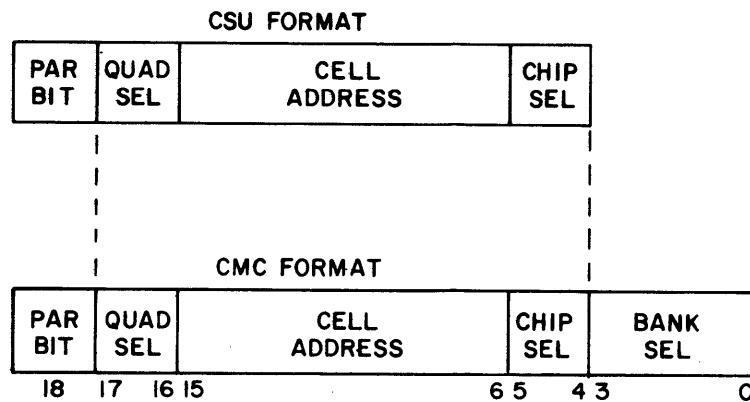 CSU FORMAT
PAR BIT
QUAD SEL
CELL ADDRESS
CHIP SEL
CMC FORMAT
PAR BIT
QUAD SEL
CELL ADDRESS
CHIP SEL
BANK SEL
18 17 16 15 6 5 4 3 0